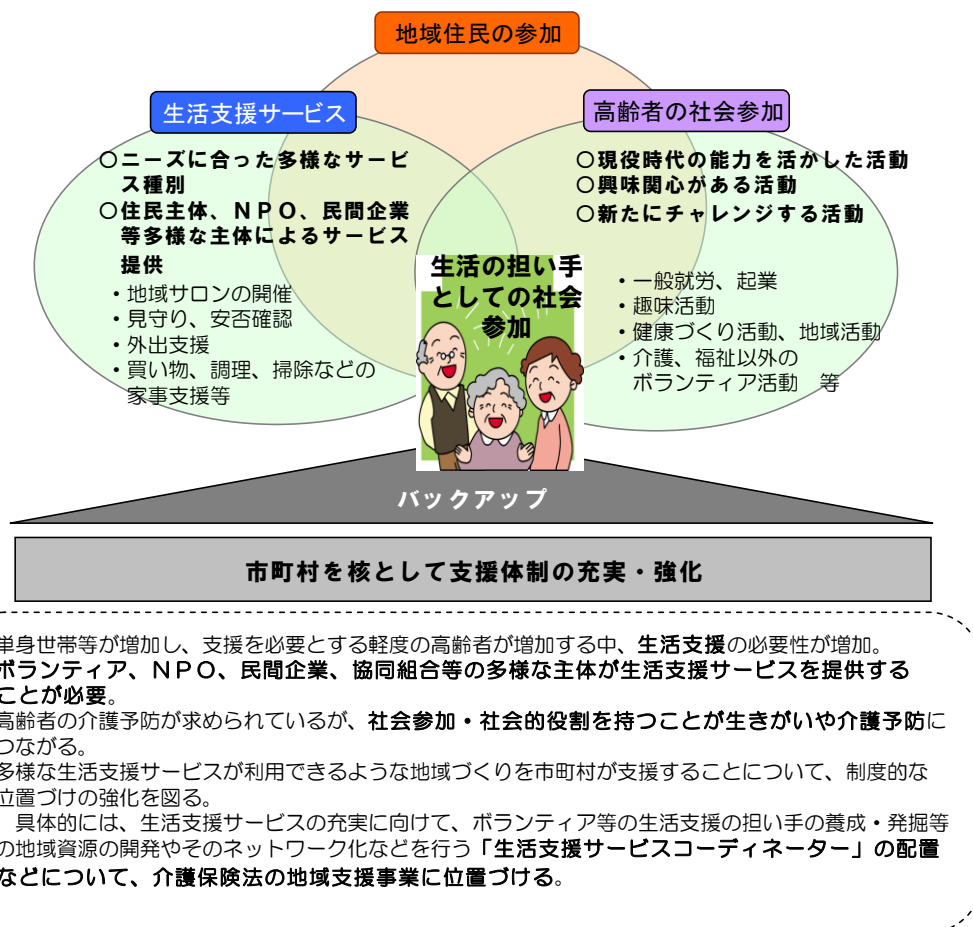 地域住民の参加
生活支援サービス
〇ニーズに合った多様なサービ
ス種別
〇住民主体、ＮＰＯ、民間企業
等多様な主体によるサービス
提供
・地域サロンの開催
・見守り、安否確認
・外出支援
・買い物、調理、掃除などの
家事支援等
高齢者の社会参加
〇現役時代の能力を活かした活動
〇興味関心がある活動
〇新たにチャレンジする活動
・一般就労、起業
・趣味活動
・健康づくり活動、地域活動
・介護、福祉以外の
ボランティア活動　等
生活の担い手
としての社会
参加
バックアップ
市町村を核として支援体制の充実・強化
単身世帯等が増加し、支援を必要とする軽度の高齢者が増加する中、生活支援の必要性が増加。
ボランティア、ＮＰＯ、民間企業、協同組合等の多様な主体が生活支援サービスを提供する
ことが必要。
高齢者の介護予防が求められているが、社会参加・社会的役割を持つことが生きがいや介護予防に
つながる。
多様な生活支援サービスが利用できるような地域づくりを市町村が支援することについて、制度的な
位置づけの強化を図る。
具体的には、生活支援サービスの充実に向けて、ボランティア等の生活支援の担い手の養成・発掘等
の地域資源の開発やそのネットワーク化などを行う「生活支援サービスコーディネーター」の配置
などについて、介護保険法の地域支援事業に位置づける。